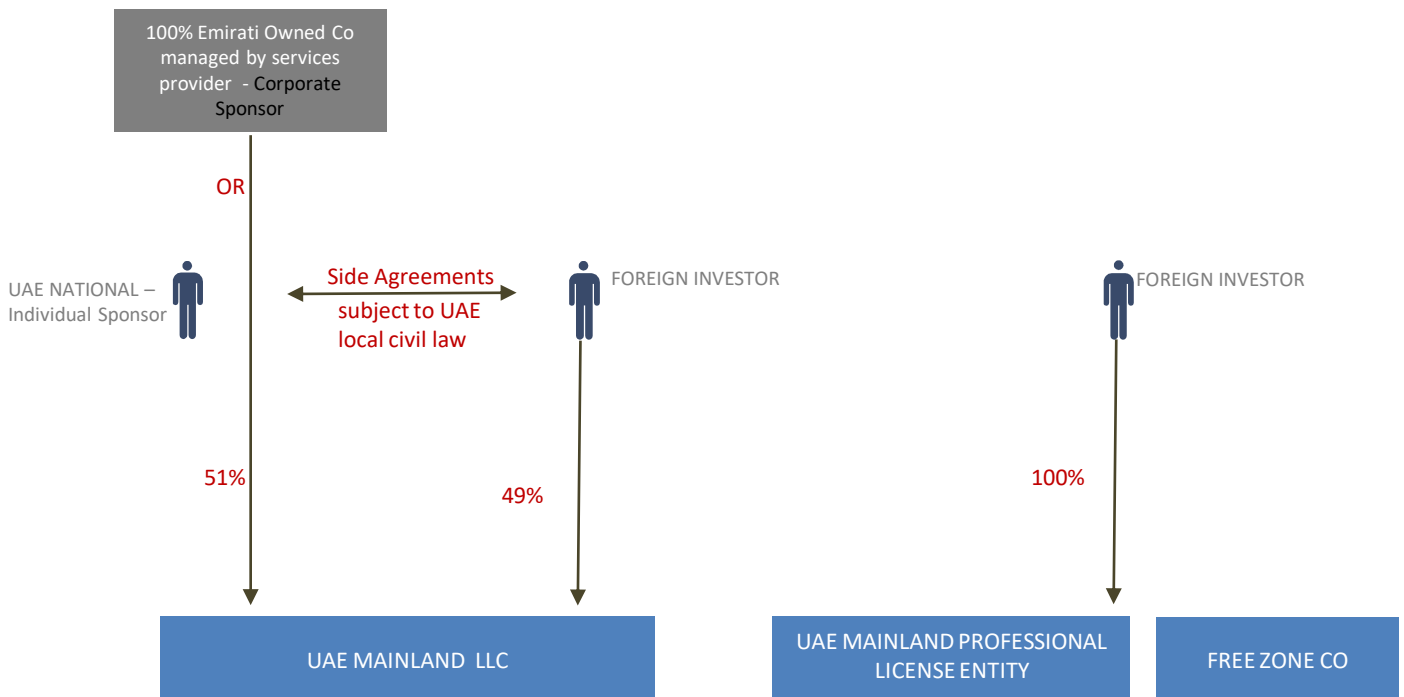 100% Emirati Owned Co
managed by services
provider - Corporate
Sponsor
OR
UAE NATIONAL –
Individual Sponsor
Side Agreements
subject to UAE
local civil law
FOREIGN INVESTOR
FOREIGN INVESTOR
51%
49%
100%
UAE MAINLAND LLC
UAE MAINLAND PROFESSIONAL
LICENSE ENTITY
FREE ZONE CO